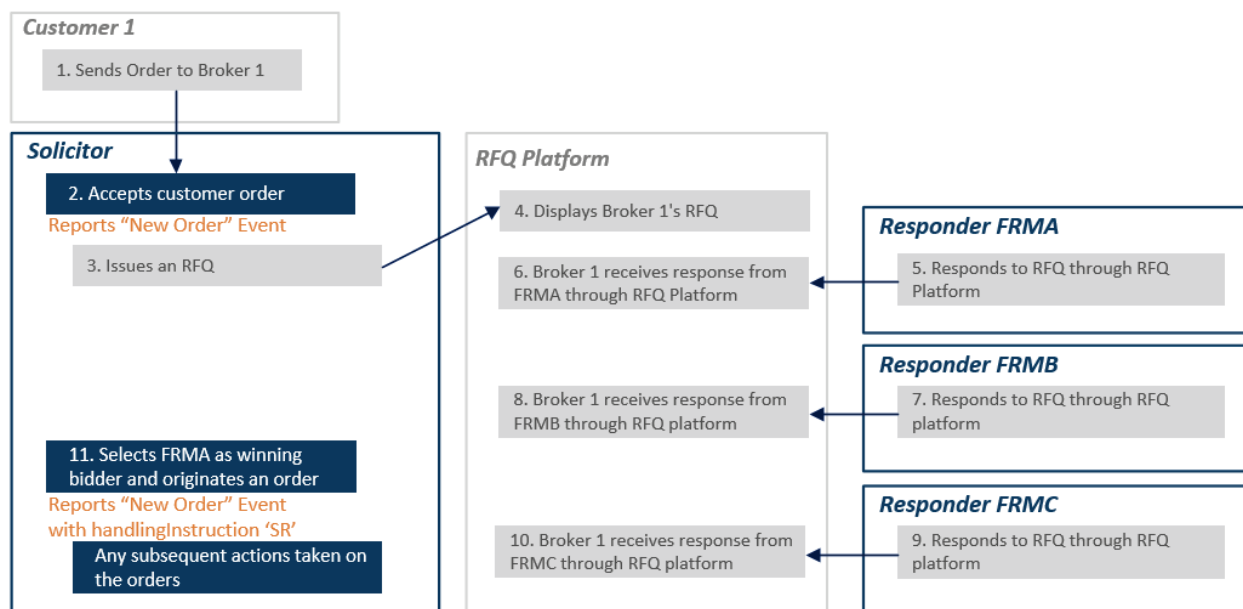 Customer 1
1. Sends Order to Broker 1
Solicitor
2. Accepts customer order
Reports “New Order” Event
3. Issues an RFQ
11. Selects FRMA as winning
bidder and originates an order
Reports “New Order” Event
with handlingInstruction ‘SR’
Any subsequent actions taken on
the orders
RFQ Platform
4. Displays Broker 1's RFQ
6. Broker 1 receives response from
FRMA through RFQ Platform
8. Broker 1 receives response from
FRMB through RFQ platform
10. Broker 1 receives response from
FRMC through RFQ platform
Responder FRMA
5. Responds to RFQ through RFQ
Platform
Responder FRMB
7. Responds to RFQ through RFQ
platform
Responder FRMC
9. Responds to RFQ through RFQ
platform